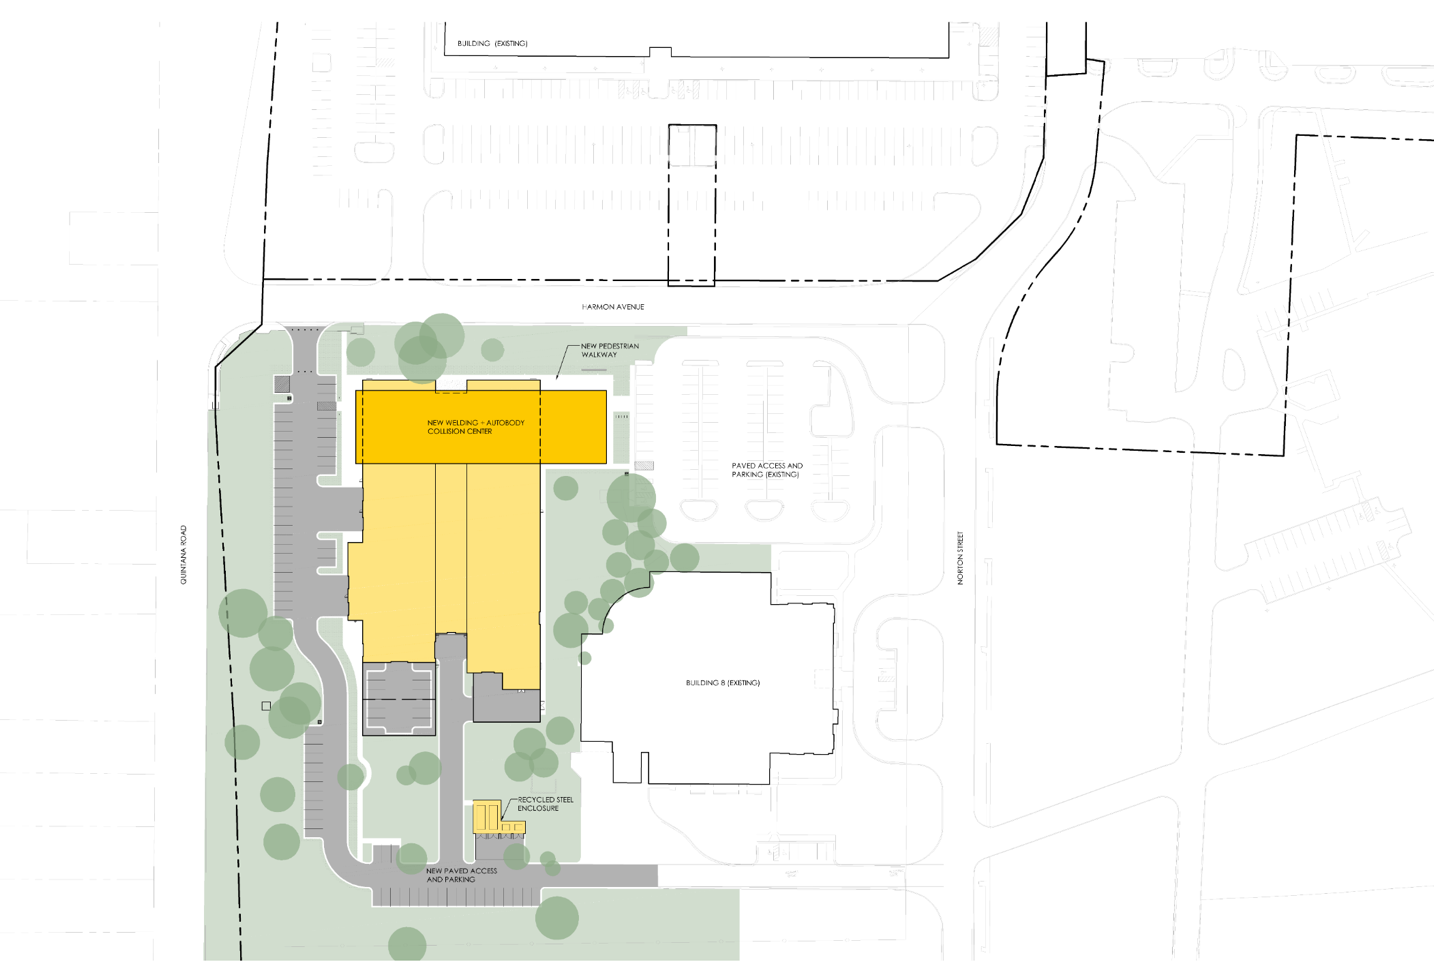 BUILDING (EXISTING)
HARMON AVENUE
NEW PEDESTRIAN
WALKWAY
NEW WELDING + AUTOBODY
COLLISION CENTER
PAVED ACCESS AND
PARKING (EXISTING)
QUINTANA ROAD
NORTON STREET
BUILDING 8 (EXISTING)
RECYCLED STEEL
ENCLOSURE
NEW PAVED ACCESS
AND PARKING